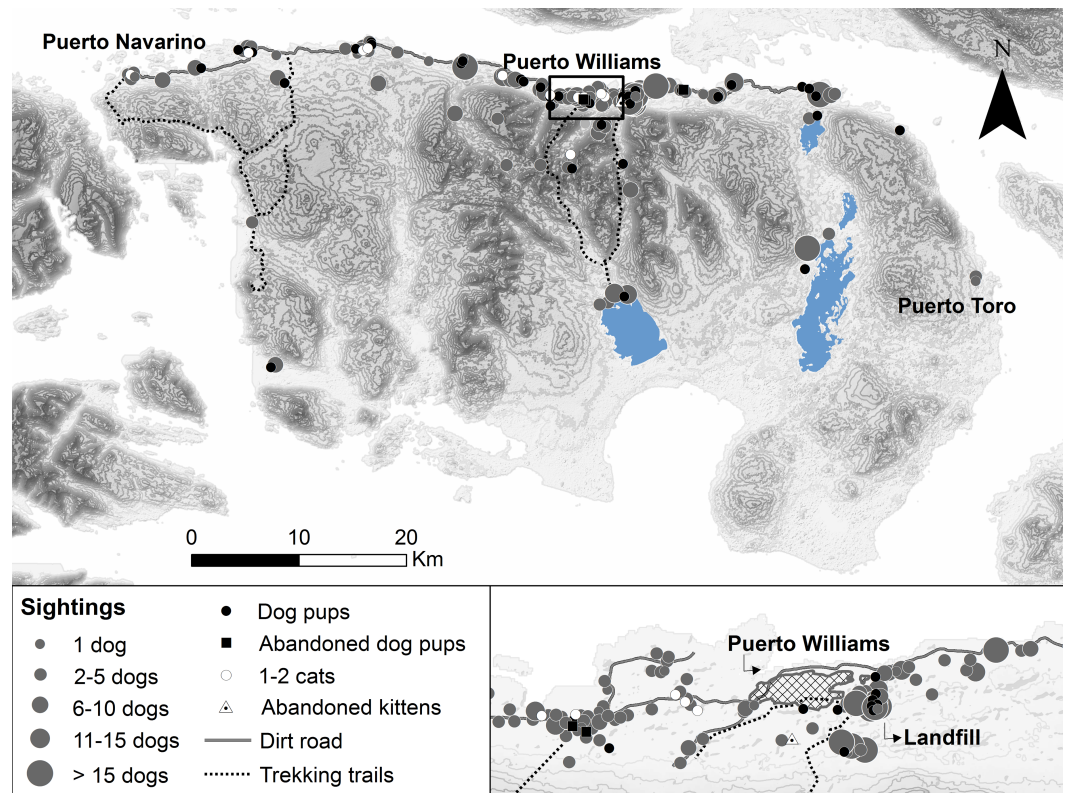 Puerto Navarino
Puerto Williams
N
Puerto Toro
0 10 20
Km
Sightings
1 dog
2-5 dogs
6-10 dogs
11-15 dogs
> 15 dogs
Dog pups
Abandoned dog pups
1-2 cats
Abandoned kittens
Dirt road
Trekking trails
Puerto Williams
Landfill